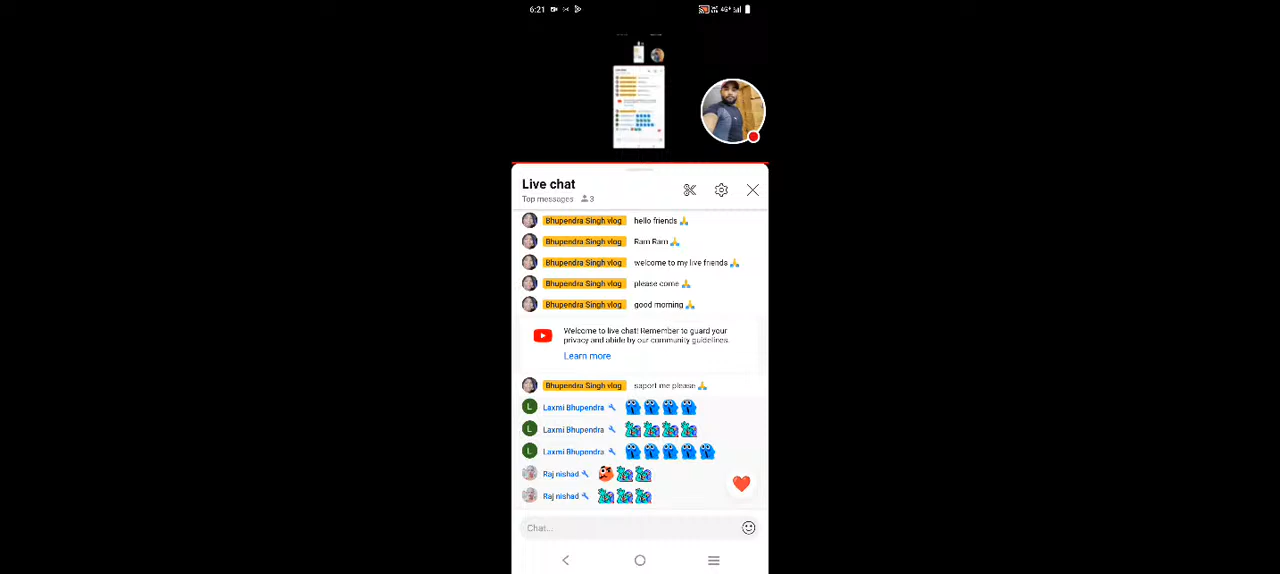 6:21
4G+
Live chat
Top messages 3
Bhupendra Singh vlog hello friends 🙏
Bhupendra Singh vlog Ram Ram 🙏
Bhupendra Singh vlog welcome to my live friends 🙏
Bhupendra Singh vlog please come 🙏
Bhupendra Singh vlog good morning 🙏
Welcome to live chat! Remember to guard your
privacy and abide by our community guidelines.
Learn more
Bhupendra Singh vlog saport me please 🙏
L Laxmi Bhupendra
L Laxmi Bhupendra
L Laxmi Bhupendra
Raj nishad
Raj nishad
Chat...